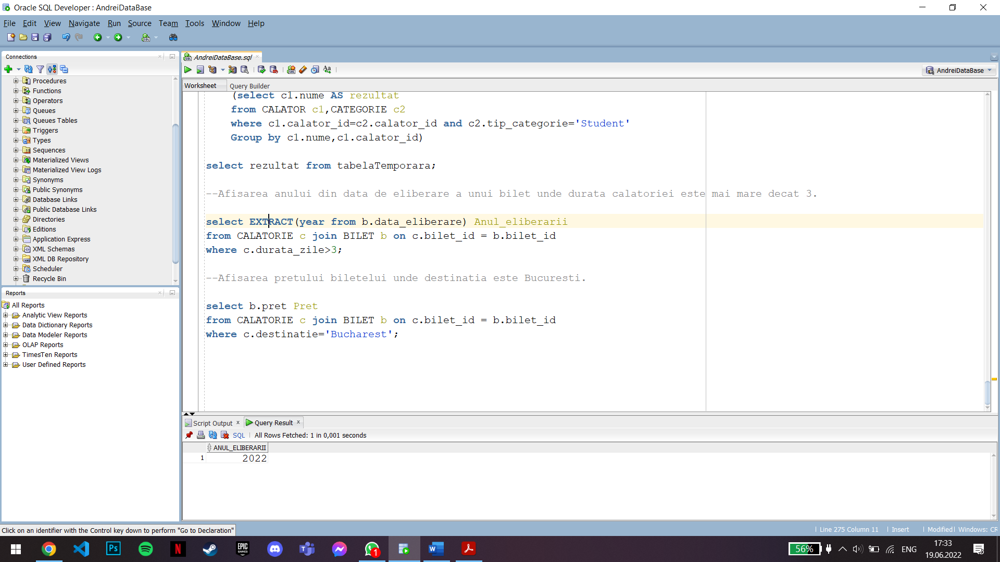 Oracle SQL Developer : AndreiDataBase
File Edit View Navigate Run Source Team Tools Window Help
Connections
Procedures
Functions
Operators
Queues
Queues Tables
Triggers
Types
Sequences
Materialized Views
Materialized View Logs
Synonyms
Public Synonyms
Database Links
Public Database Links
Directories
Editions
Application Express
XML Schemas
XML DB Repository
Scheduler
Recycle Bin
Reports
All Reports
Analytic View Reports
Data Dictionary Reports
Data Modeler Reports
OLAP Reports
TimesTen Reports
User Defined Reports
AndreiDataBase.sql
AndreiDataBase
Worksheet Query Builder
(select c1.nume AS rezultat
from CALATOR c1,CATEGORIE c2
where c1.calator_id=c2.calator_id and c2.tip_categorie='Student'
Group by c1.nume,c1.calator_id)
select rezultat from tabelaTemporara;
--Afisarea anului din data de eliberare a unui bilet unde durata calatoriei este mai mare decat 3.
select EXTRACT(year from b.data_eliberare) Anul_eliberarii
from CALATORIE c join BILET b on c.bilet_id = b.bilet_id
where c.durata_zile>3;
--Afisarea pretului biletelui unde destinatia este Bucuresti.
select b.pret Pret
from CALATORIE c join BILET b on c.bilet_id = b.bilet_id
where c.destinatie='Bucharest';
Script Output Query Result
SQL All Rows Fetched: 1 in 0,001 seconds
ANUL_ELIBERARII
1 2022
Click on an identifier with the Control key down to perform "Go to Declaration"
Line 275 Column 11 Insert Modified Windows: CR
Ps
N
EPIC GAMES
1
W
56%
ENG
17:33
19.06.2022